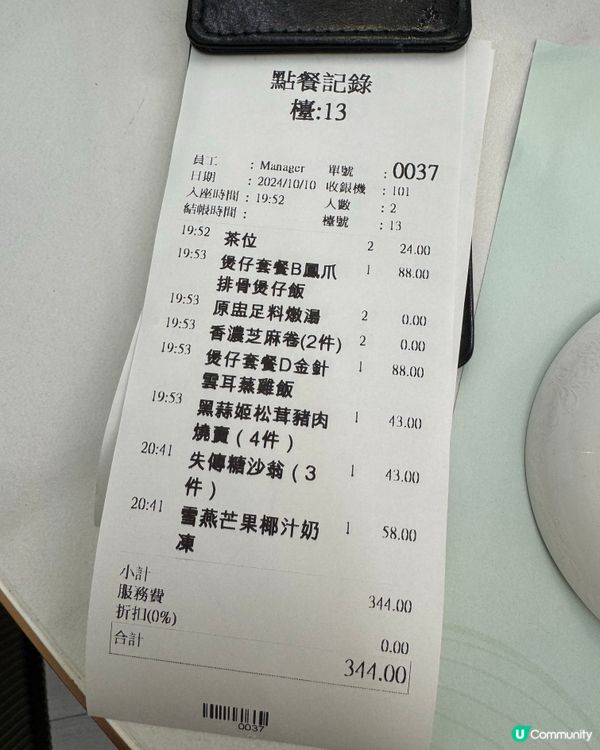 點餐記錄
檯:13
員工 : Manager 單號 : 0037
日期 : 2024/10/10 收銀機 : 101
入座時間 : 19:52 人數 : 2
結帳時間 : 檯號 : 13
19:52 茶位 2 24.00
19:53 煲仔套餐B鳳爪 1 88.00
排骨煲仔飯
19:53 原盅足料燉湯 2 0.00
19:53 香濃芝麻卷(2件) 2 0.00
19:53 煲仔套餐D金針 1 88.00
雲耳蒸雞飯
19:53 黑蒜姬松茸豬肉 1 43.00
燒賣（4件）
20:41 失傳糖沙翁（3 1 43.00
件）
20:41 雪燕芒果椰汁奶 1 58.00
凍
小計 344.00
服務費
折扣(0%) 0.00
合計 344.00
0037
U Community